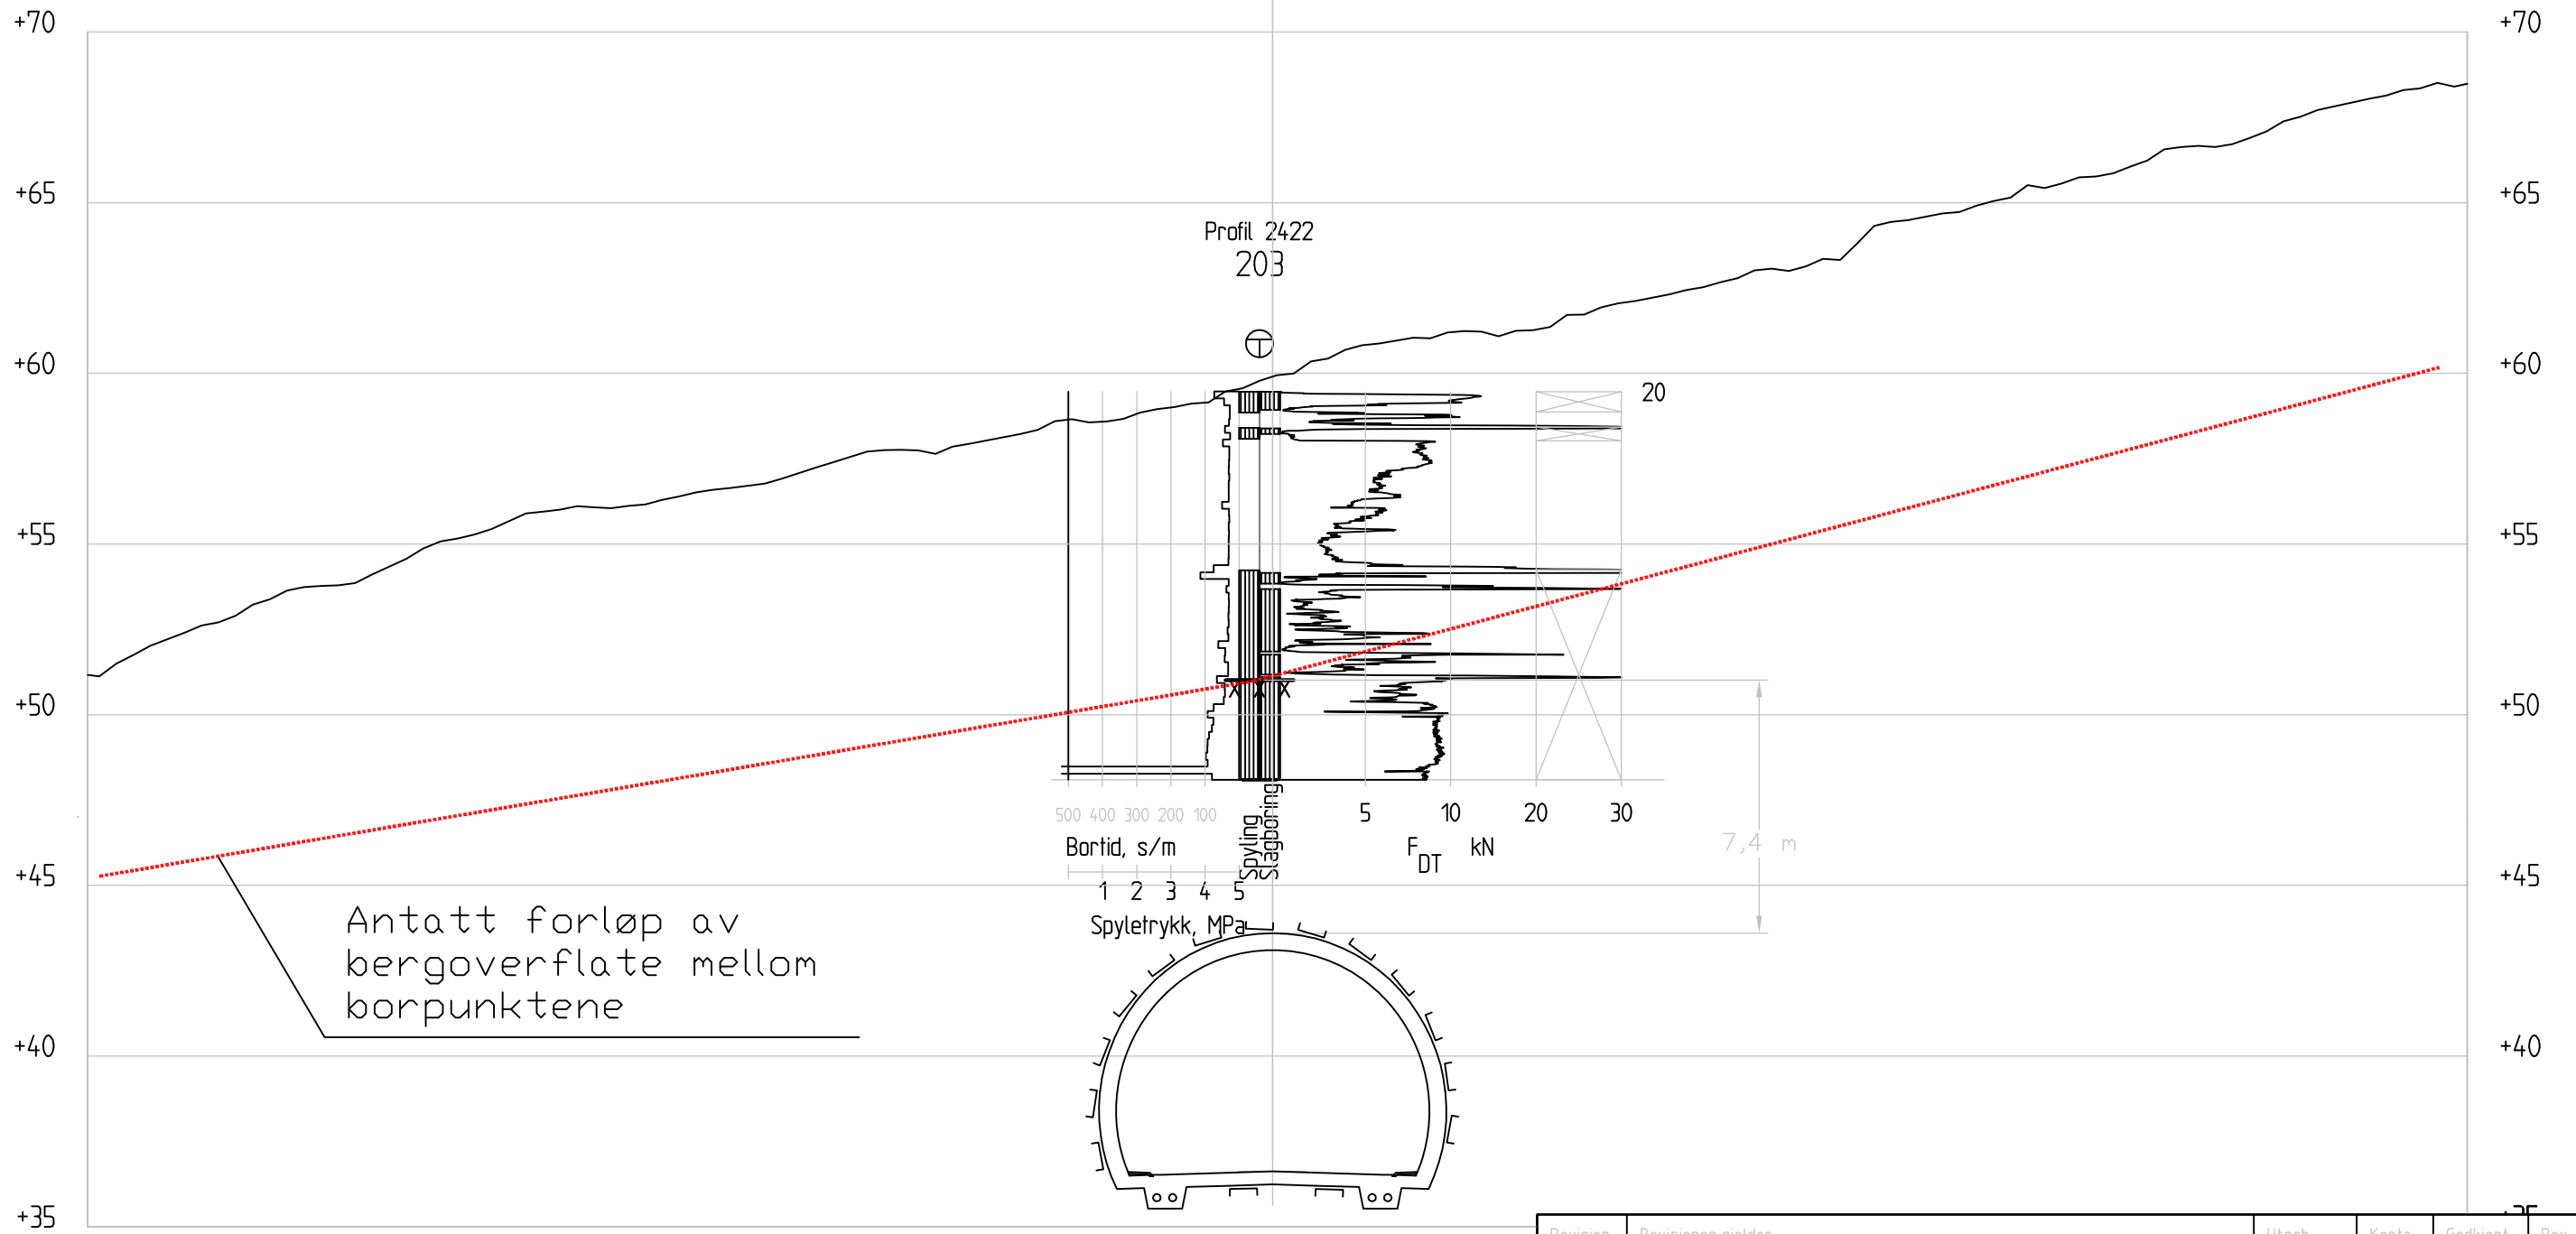 +70 +70
+65 +65
Profil 2422
203
+60 +60
20
+55 +55
+50 +50
500 400 300 200 100
5 10 20 30
Bortid, s/m
Spyling
Slagboring
F DT kN
7,4 m
+45 +45
1 2 3 4 5
Spyletrykk, MPa
Antatt forløp av
bergoverflate mellom
borpunktene
+40 +40
+35